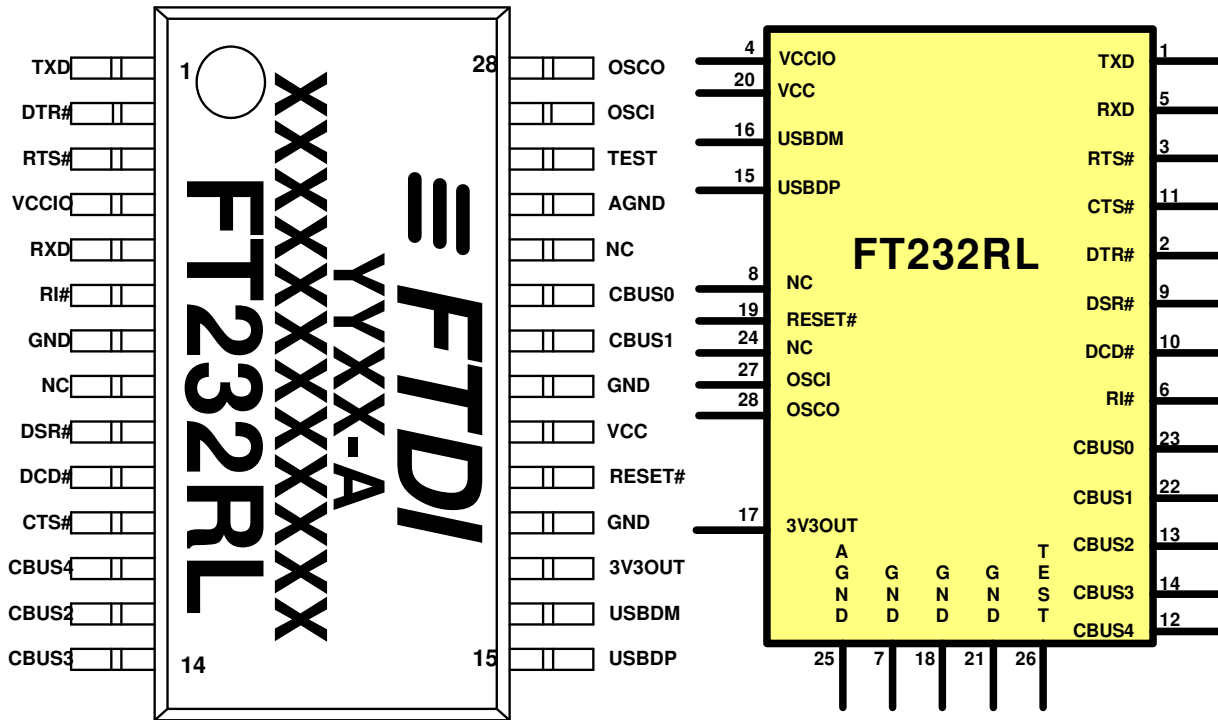 TXD
DTR#
RTS#
VCCIO
RXD
RI#
GND
NC
DSR#
DCD#
CTS#
CBUS4
CBUS2
CBUS3
1
14
28
15
FT232RL
XXXXXXXXXXXX
YYXX-A
FTDI
OSCO
OSCI
TEST
AGND
NC
CBUS0
CBUS1
GND
VCC
RESET#
GND
3V3OUT
USBDM
USBDP
4 VCCIO
20 VCC
16 USBDM
15 USBDP
8 NC
19 RESET#
24 NC
27 OSCI
28 OSCO
17 3V3OUT
FT232RL
TXD 1
RXD 5
RTS# 3
CTS# 11
DTR# 2
DSR# 9
DCD# 10
RI# 6
CBUS0 23
CBUS1 22
CBUS2 13
CBUS3 14
CBUS4 12
AGND
GND
GND
GND
TEST
25 7 18 21 26